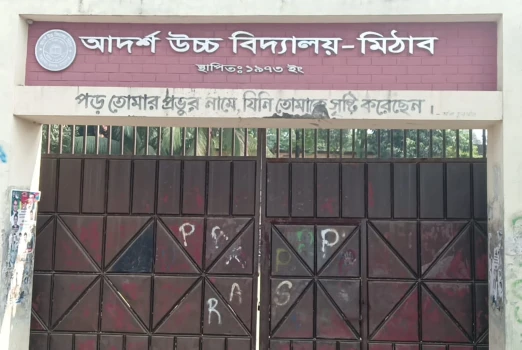 আদর্শ উচ্চ বিদ্যালয়-মিঠাব
স্থাপিতঃ ১৯৭৩ ইং
পড় তোমার প্রভুর নামে, যিনি তোমাকে সৃষ্টি করেছেন।
P P
R A S